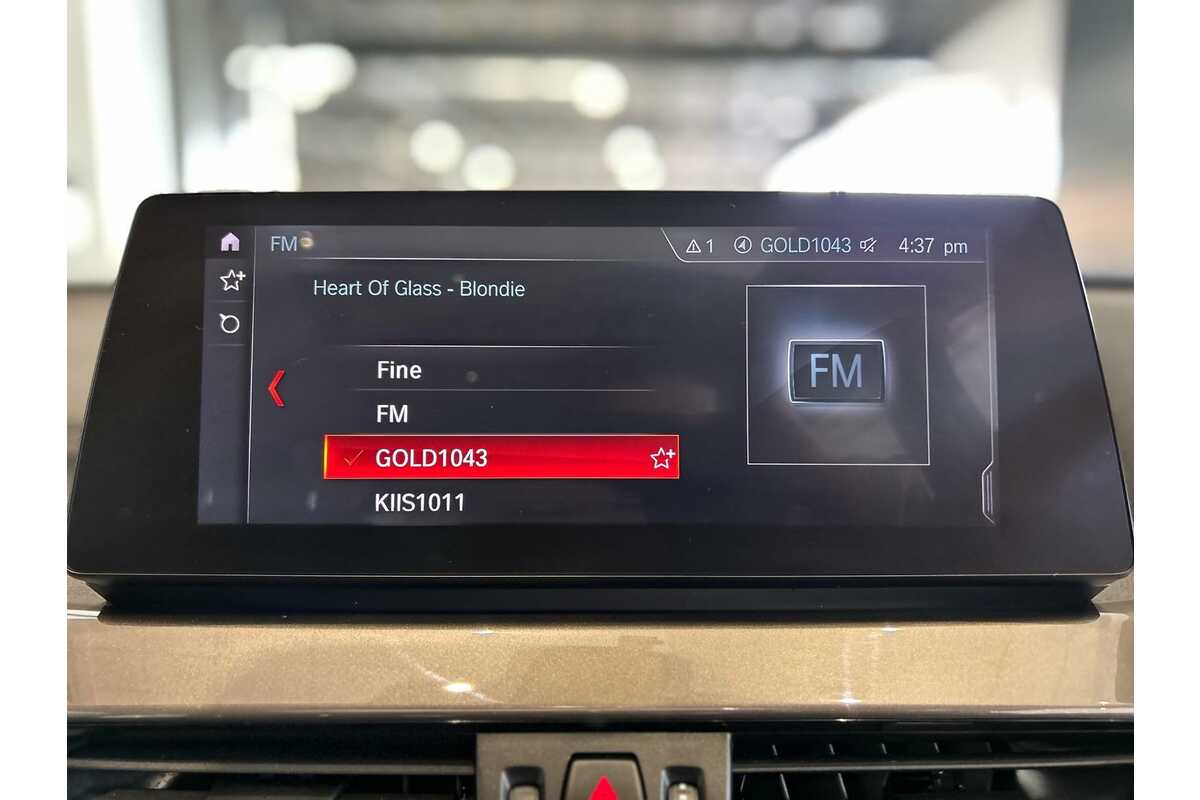 FM
1 GOLD1043 4:37 pm
Heart Of Glass - Blondie
Fine
FM
GOLD1043
KIIS1011
FM